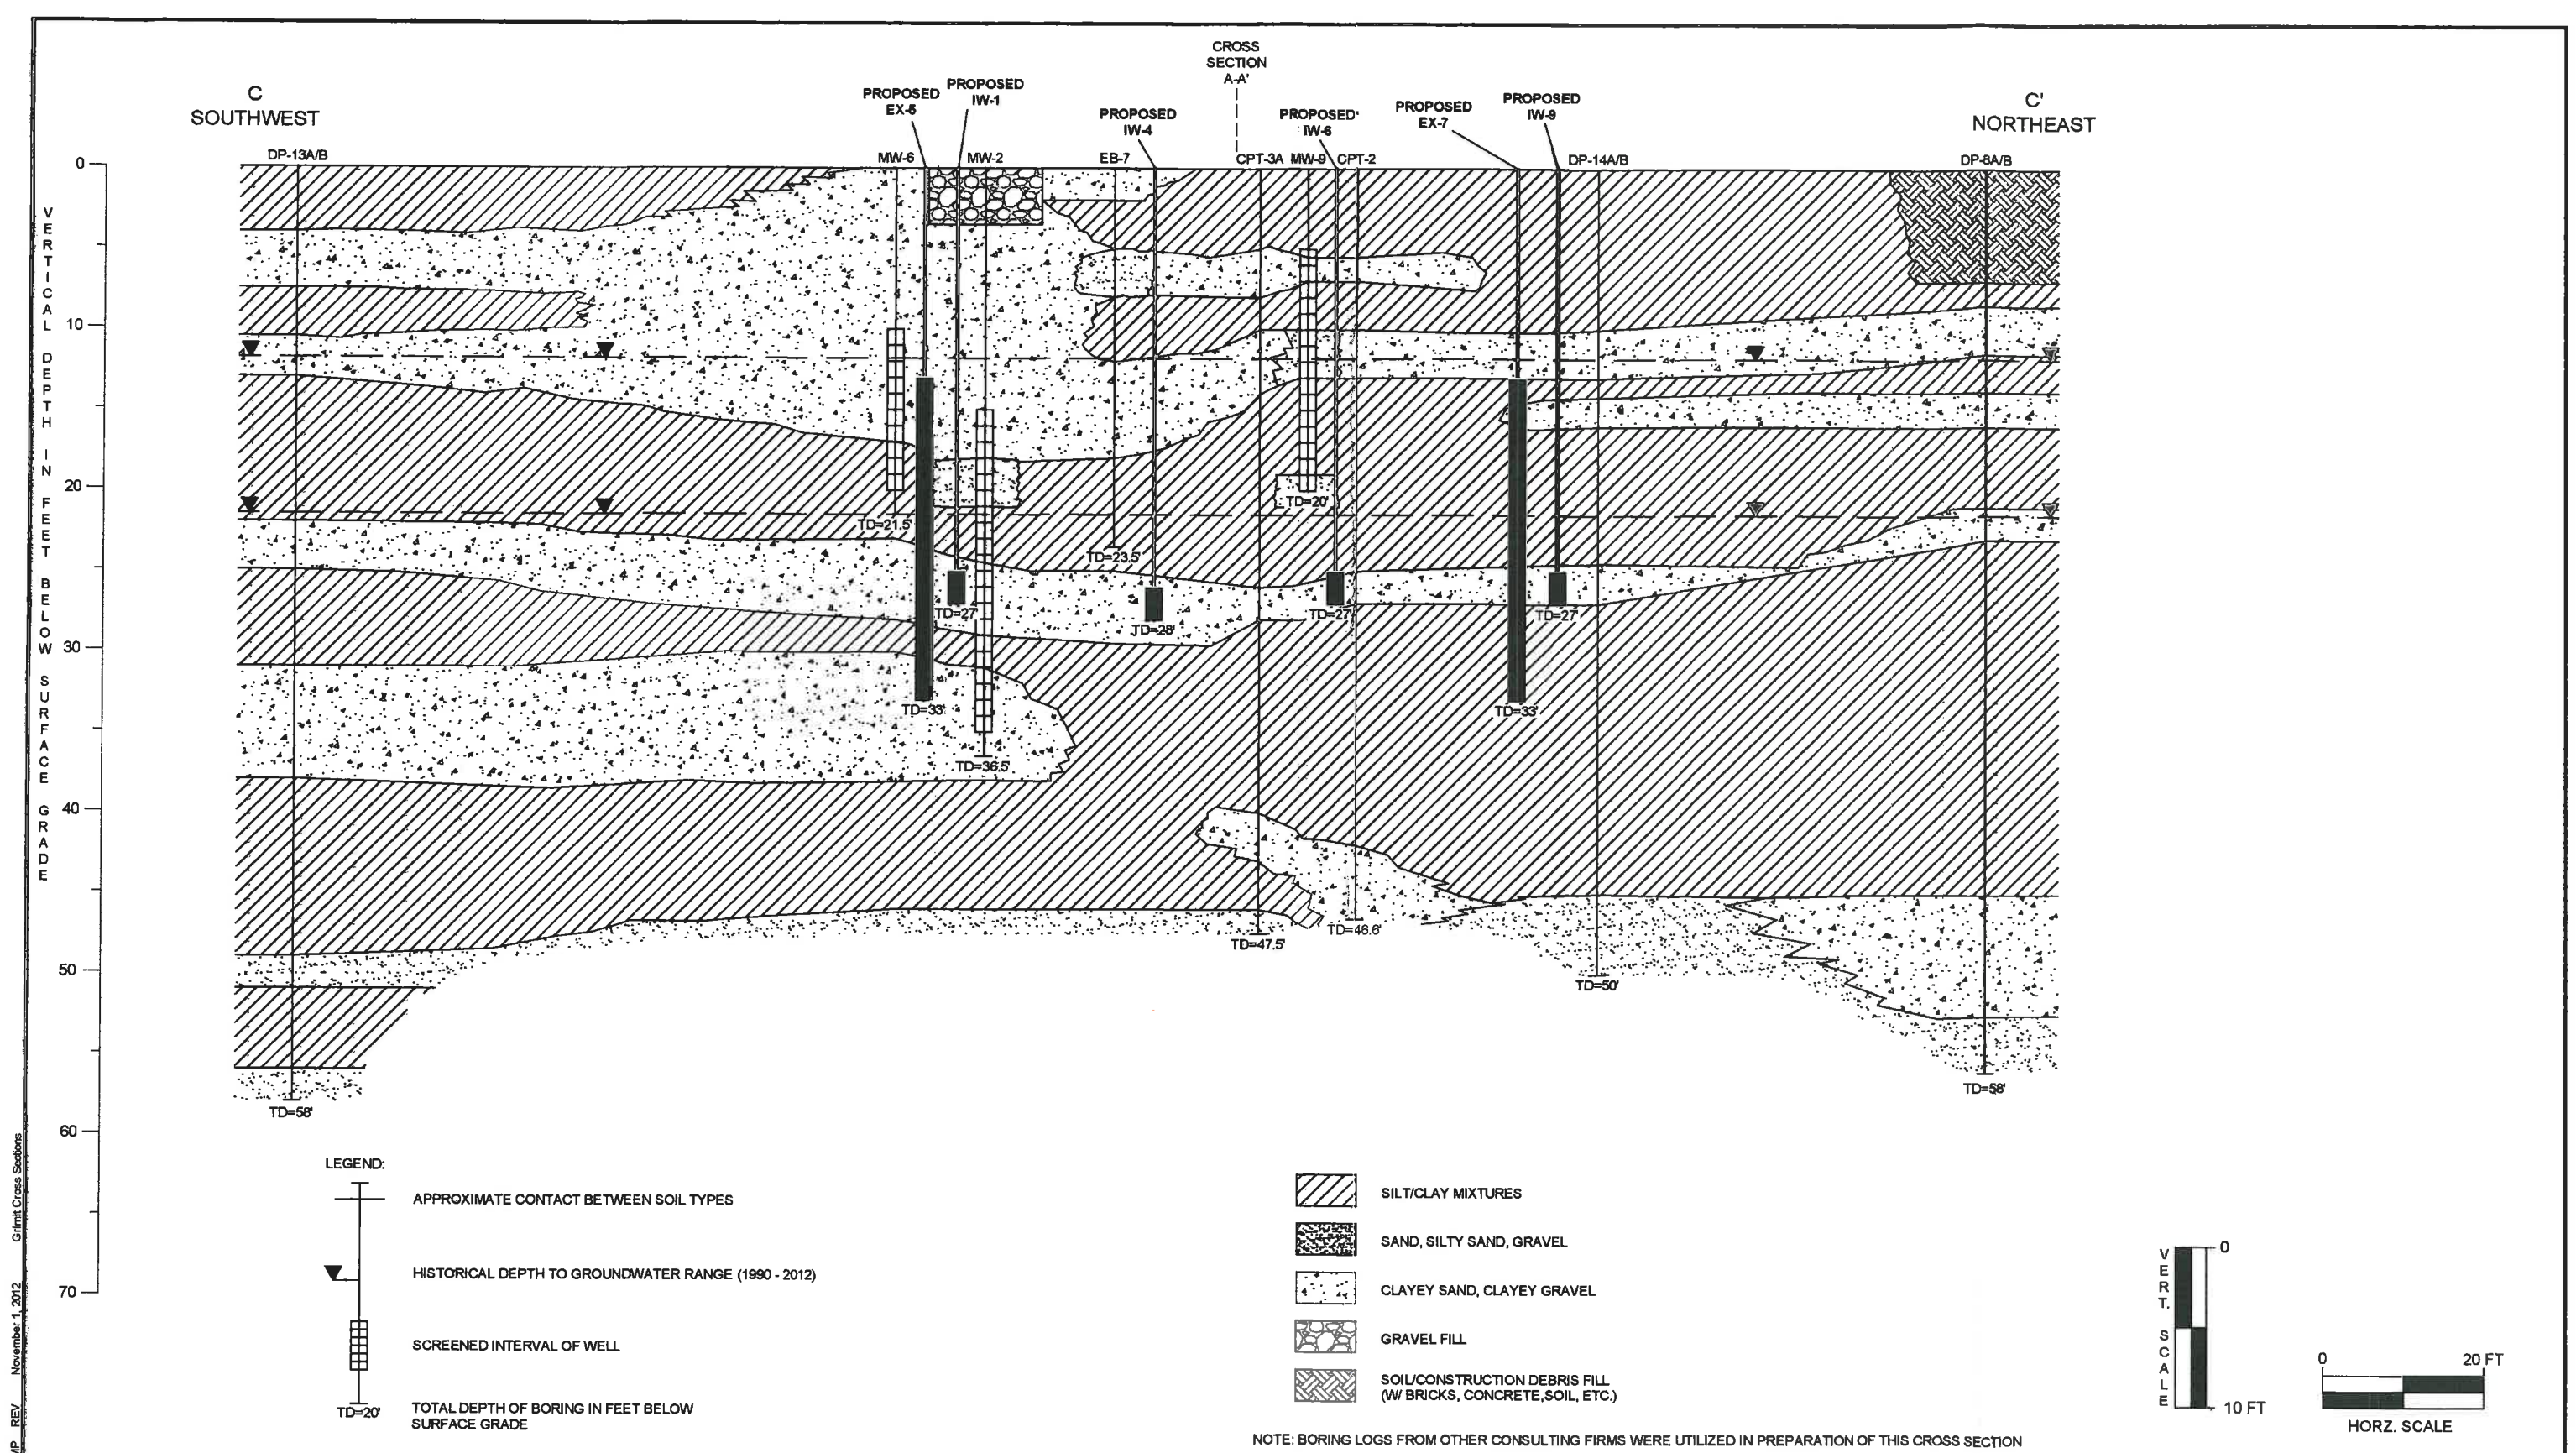 CROSS
SECTION
A-A'
C
SOUTHWEST
PROPOSED
EX-5
PROPOSED
IW-1
PROPOSED
IW-4
PROPOSED'
IW-6
PROPOSED
EX-7
PROPOSED
IW-9
C'
NORTHEAST
DP-13A/B
MW-6
MW-2
EB-7
CPT-3A
MW-9
CPT-2
DP-14A/B
DP-8A/B
0
10
20
30
40
50
60
70
VERTICAL DEPTH IN FEET BELOW SURFACE GRADE
TD=21.5'
TD=20'
TD=23.5'
TD=27'
TD=28'
TD=27'
TD=27'
TD=33'
TD=33'
TD=36.5'
TD=46.6'
TD=47.5'
TD=50'
TD=58'
TD=58'
LEGEND:
APPROXIMATE CONTACT BETWEEN SOIL TYPES
HISTORICAL DEPTH TO GROUNDWATER RANGE (1990 - 2012)
SCREENED INTERVAL OF WELL
TD=20'
TOTAL DEPTH OF BORING IN FEET BELOW
SURFACE GRADE
SILT/CLAY MIXTURES
SAND, SILTY SAND, GRAVEL
CLAYEY SAND, CLAYEY GRAVEL
GRAVEL FILL
SOIL/CONSTRUCTION DEBRIS FILL
(W/ BRICKS, CONCRETE,SOIL, ETC.)
VERT. SCALE
0
10 FT
0
20 FT
HORZ. SCALE
NOTE: BORING LOGS FROM OTHER CONSULTING FIRMS WERE UTILIZED IN PREPARATION OF THIS CROSS SECTION
REV November 1, 2012 Grimit Cross Sections